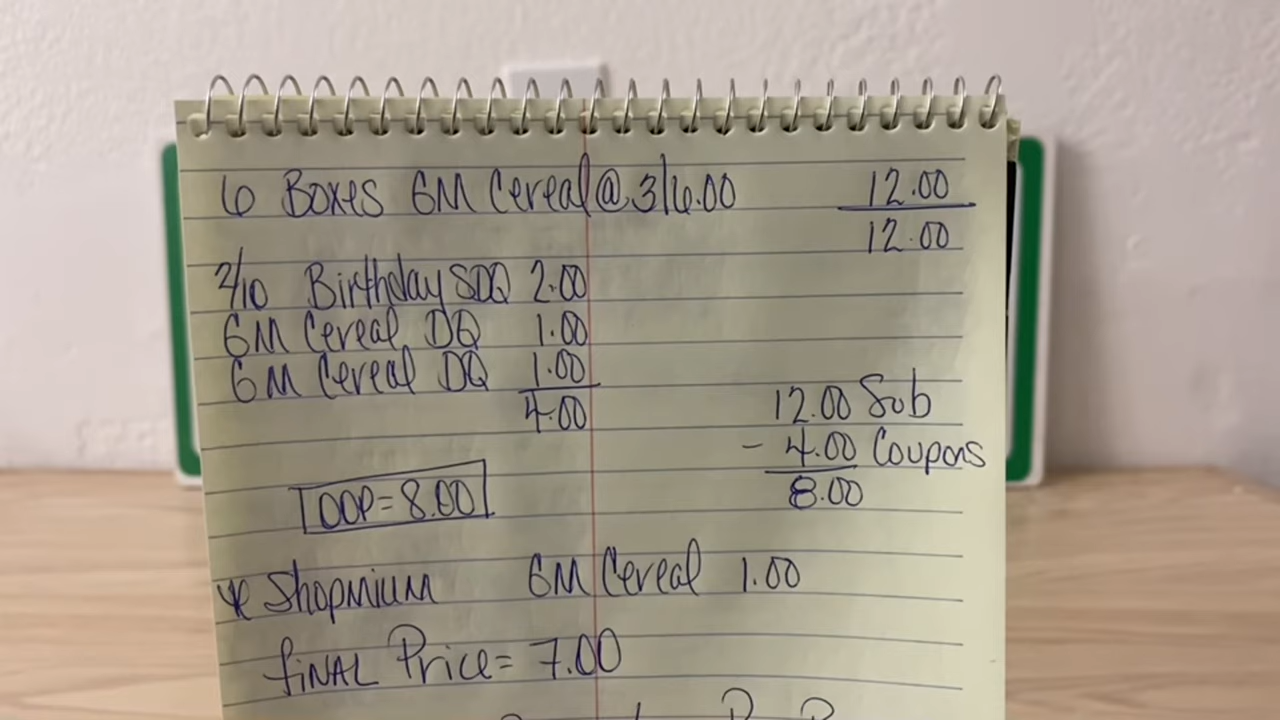 6 Boxes GM Cereal @ 3/6.00 12.00
12.00
2/10 Birthday SDQ 2.00
GM Cereal DQ 1.00
GM Cereal DQ 1.00
4.00
12.00 Sub
- 4.00 Coupons
8.00
OOP = 8.00
* Shopmium GM Cereal 1.00
FINAL Price = 7.00